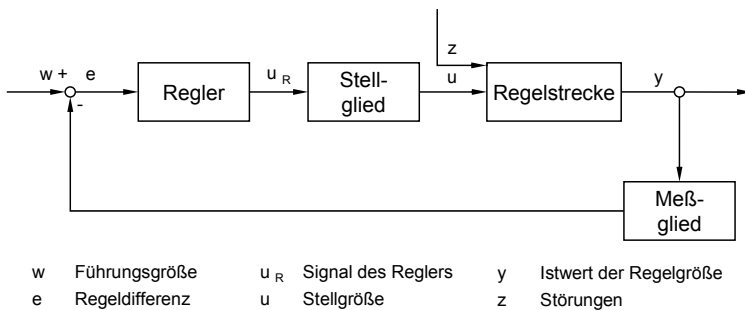 z
w + e
u R
u
y
-
Regler
Stell-
glied
Regelstrecke
Meß-
glied
w Führungsgröße u R Signal des Reglers y Istwert der Regelgröße
e Regeldifferenz u Stellgröße z Störungen